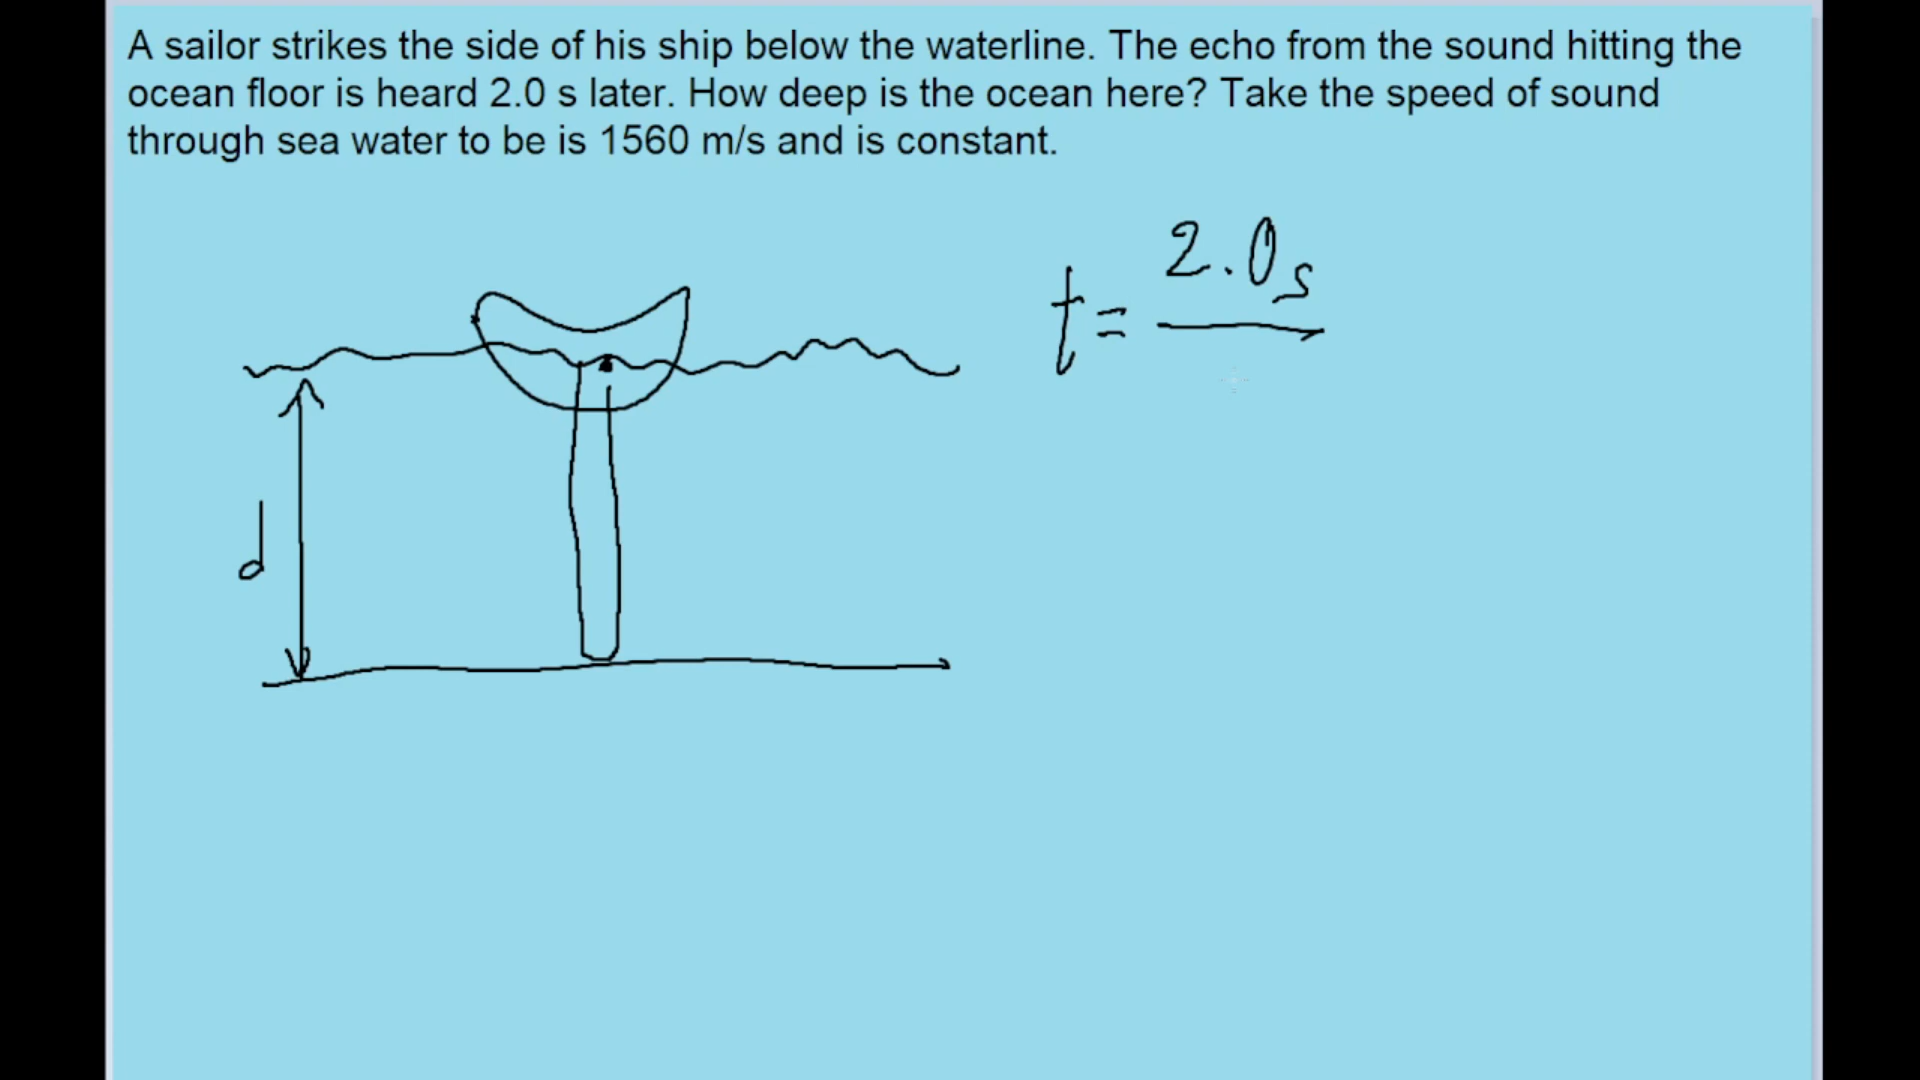 A sailor strikes the side of his ship below the waterline. The echo from the sound hitting the
ocean floor is heard 2.0 s later. How deep is the ocean here? Take the speed of sound
through sea water to be is 1560 m/s and is constant.
2.0s
t=
d